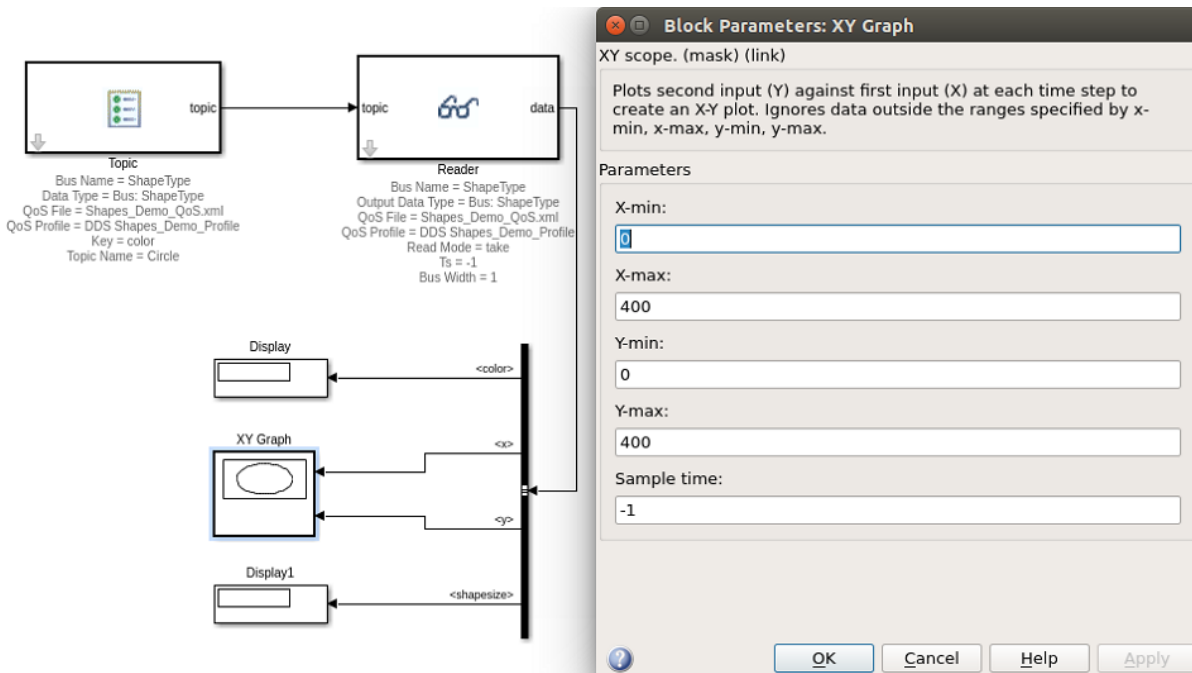 topic
Topic
Bus Name = ShapeType
Data Type = Bus: ShapeType
QoS File = Shapes_Demo_QoS.xml
QoS Profile = DDS Shapes_Demo_Profile
Key = color
Topic Name = Circle
topic
data
Reader
Bus Name = ShapeType
Output Data Type = Bus: ShapeType
QoS File = Shapes_Demo_QoS.xml
QoS Profile = DDS Shapes_Demo_Profile
Read Mode = take
Ts = -1
Bus Width = 1
Display
<color>
XY Graph
<x>
<y>
Display1
<shapesize>
Block Parameters: XY Graph
XY scope. (mask) (link)
Plots second input (Y) against first input (X) at each time step to
create an X-Y plot. Ignores data outside the ranges specified by x-
min, x-max, y-min, y-max.
Parameters
X-min:
0
X-max:
400
Y-min:
0
Y-max:
400
Sample time:
-1
?
OK
Cancel
Help
Apply